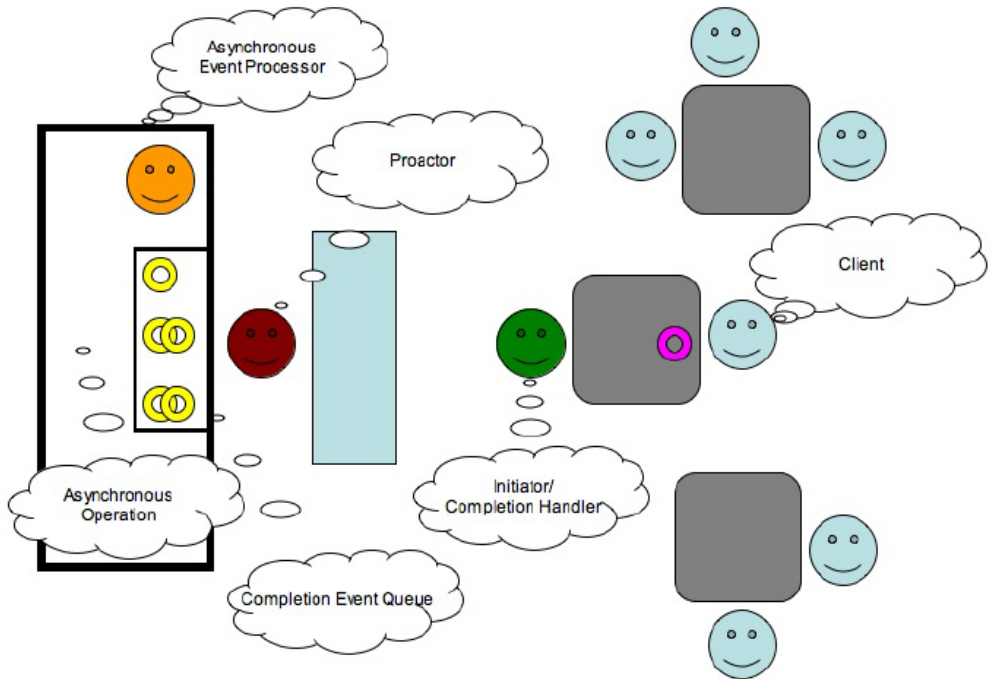 Asynchronous
Event Processor
Proactor
Client
Asynchronous
Operation
Initiator/
Completion Handler
Completion Event Queue